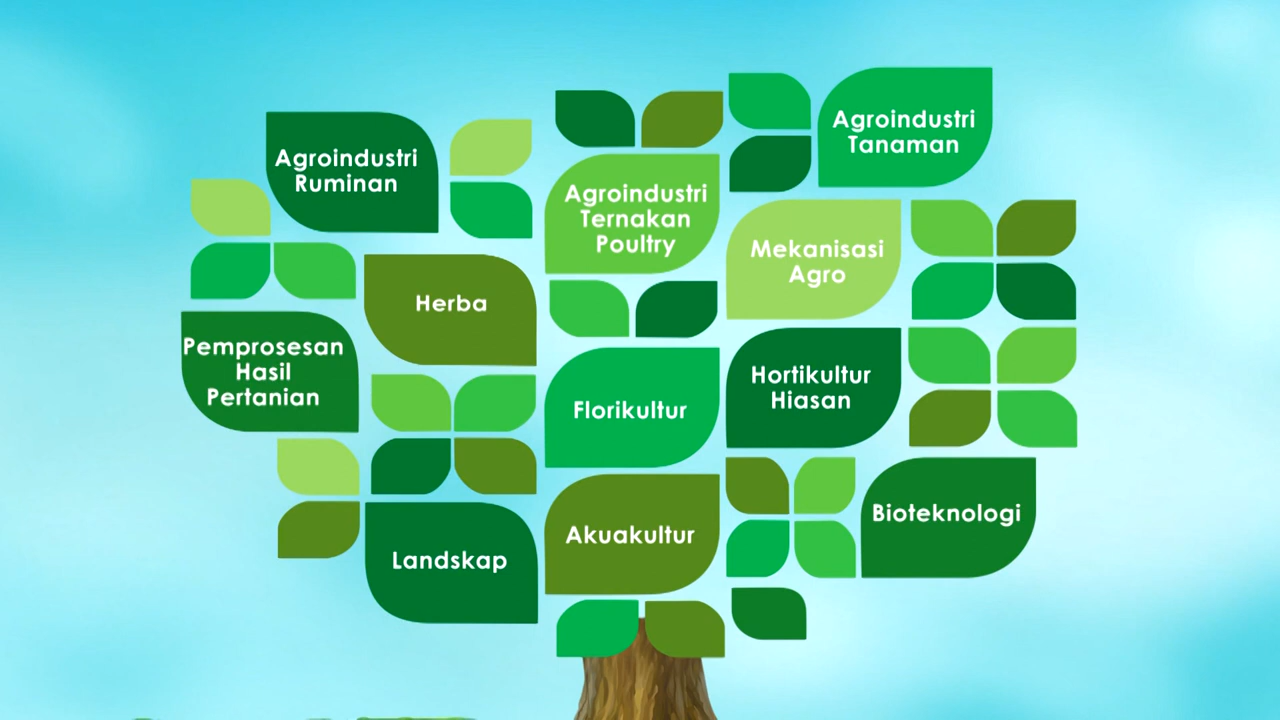 Agroindustri
Ruminan
Agroindustri
Ternakan
Poultry
Agroindustri
Tanaman
Mekanisasi
Agro
Herba
Pemprosesan
Hasil
Pertanian
Florikultur
Hortikultur
Hiasan
Landskap
Akuakultur
Bioteknologi